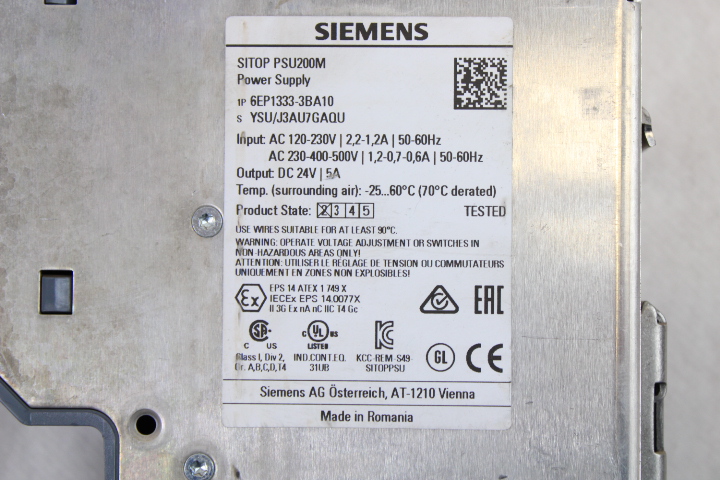 SIEMENS
SITOP PSU200M
Power Supply
1P 6EP1333-3BA10
S YSU/J3AU7GAQU
Input: AC 120-230V | 2,2-1,2A | 50-60Hz
AC 230-400-500V | 1,2-0,7-0,6A | 50-60Hz
Output: DC 24V | 5A
Temp. (surrounding air): -25...60°C (70°C derated)
Product State: 2 3 4 5 TESTED
USE WIRES SUITABLE FOR AT LEAST 90°C.
WARNING: OPERATE VOLTAGE ADJUSTMENT OR SWITCHES IN
NON-HAZARDOUS AREAS ONLY!
ATTENTION: UTILISER LE RÉGLAGE DE TENSION OU COMMUTATEURS
UNIQUEMENT EN ZONES NON EXPLOSIBLES!
Ex EPS 14 ATEX 1 749 X
IECEx EPS 14.0077X
II 3G Ex nA nC IIC T4 Gc
EAC
C US C UL US
LISTED
Class I, Div 2, IND.CONT.EQ. KCC-REM-S49- GL CE
Gr. A,B,C,D,T4 31UB SITOPPSU
Siemens AG Österreich, AT-1210 Vienna
Made in Romania